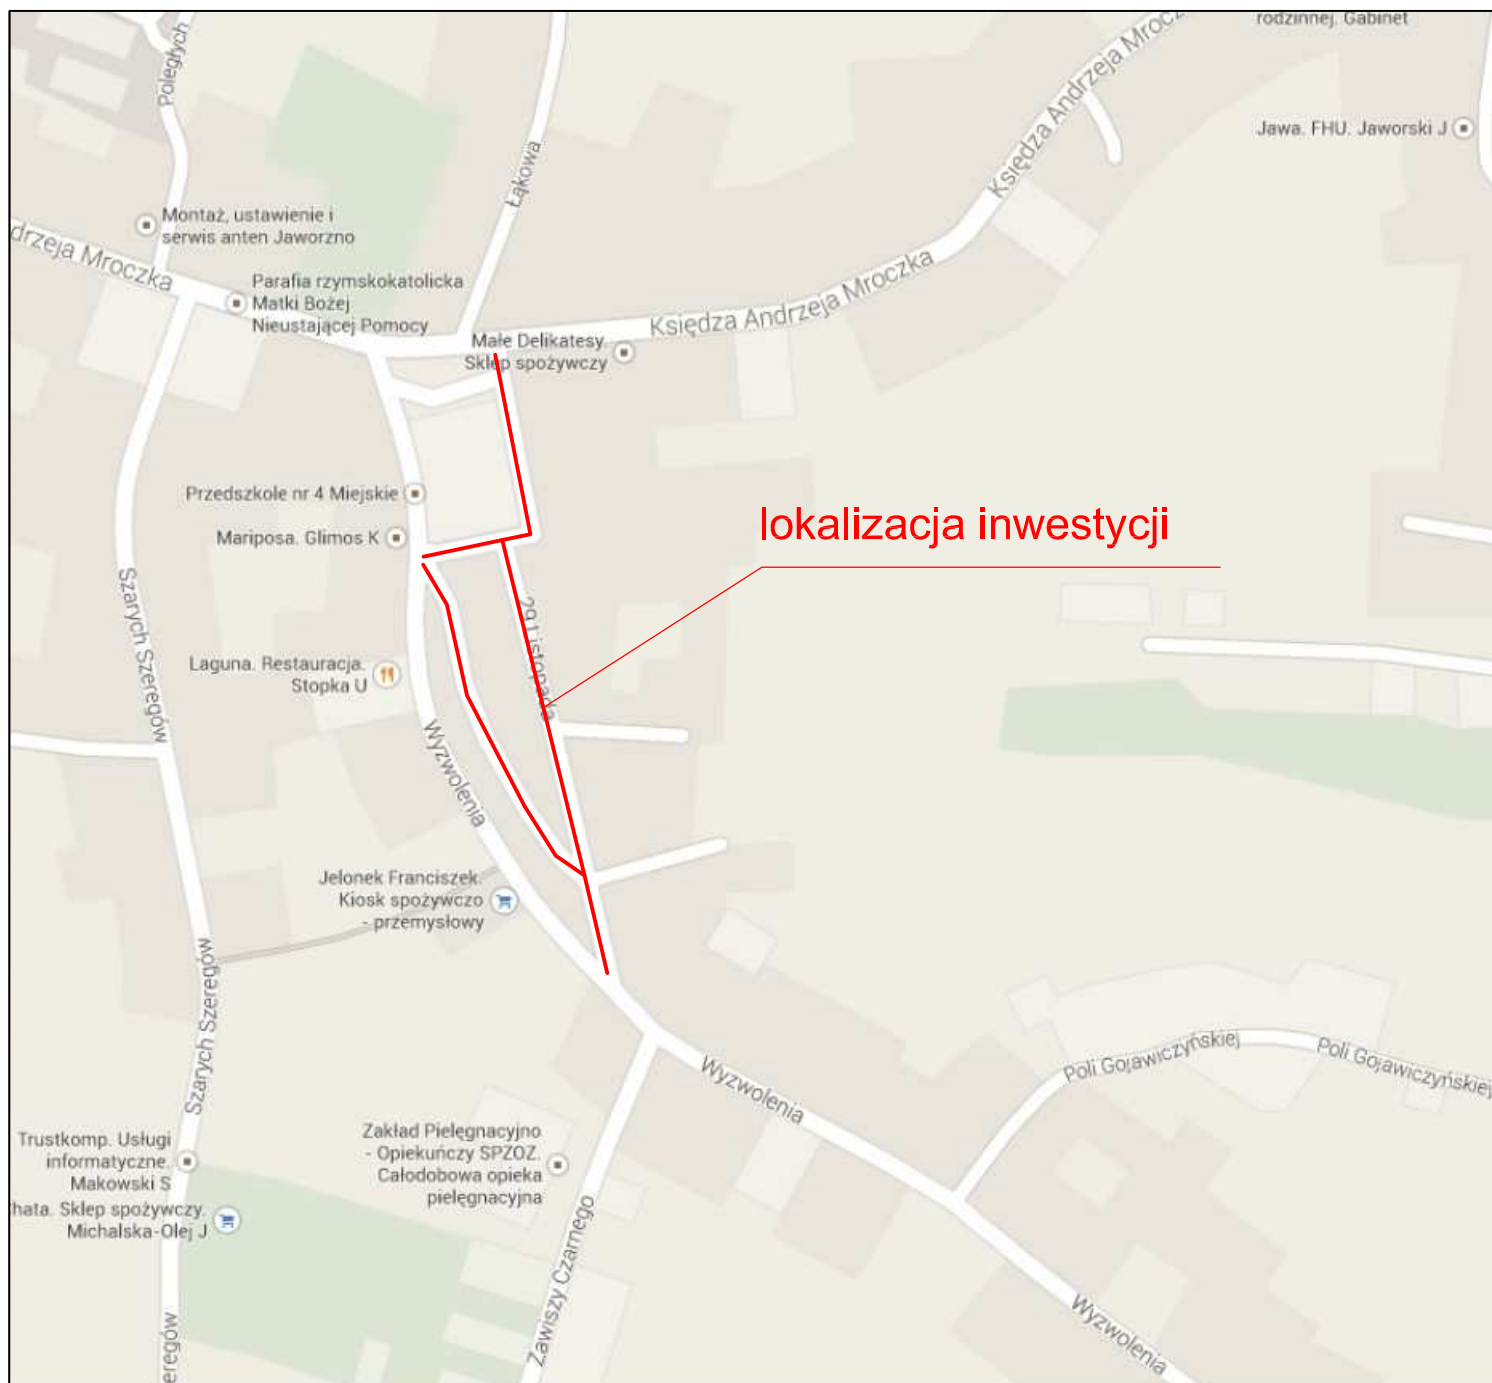 rodzinnej. Gabinet
Poległych
Księdza Andrzeja Mrocz
Jawa. FHU. Jaworski J
Łąkowa
Montaż, ustawienie i
serwis anten Jaworzno
drzeja Mroczka
Parafia rzymskokatolicka
Matki Bożej
Nieustającej Pomocy
Księdza Andrzeja Mroczka
Małe Delikatesy.
Sklep spożywczy
Przedszkole nr 4 Miejskie
Mariposa. Glimos K
lokalizacja inwestycji
Szarych Szeregów
29 Listopada
Laguna. Restauracja.
Stopka U
Wyzwolenia
Jelonek Franciszek.
Kiosk spożywczo
- przemysłowy
Szarych Szeregów
Poli Gojawiczyńskiej
Poli Gojawiczyńskiej
Wyzwolenia
Trustkomp. Usługi
informatyczne.
Makowski S
Zakład Pielęgnacyjno
- Opiekuńczy SPZOZ.
Całodobowa opieka
pielęgnacyjna
hata. Sklep spożywczy.
Michalska-Olej J
Zawiszy Czarnego
Wyzwolenia
eregów